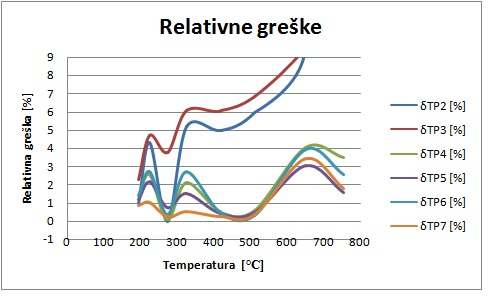 Relativne greške
Relativna greška [%]
9
8
7
6
5
4
3
2
1
0
-1
0 100 200 300 400 500 600 700 800
Temperatura [°C]
δTP2 [%]
δTP3 [%]
δTP4 [%]
δTP5 [%]
δTP6 [%]
δTP7 [%]